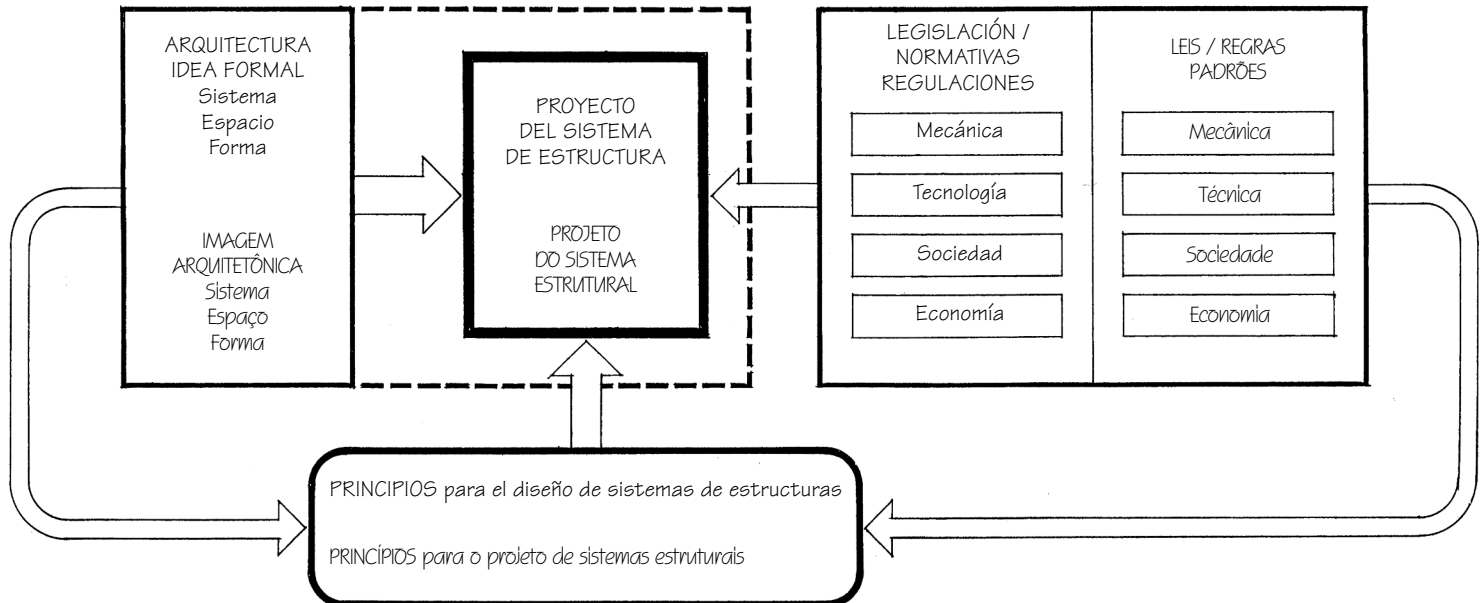 ARQUITECTURA
IDEA FORMAL
Sistema
Espacio
Forma
IMAGEM
ARQUITETÔNICA
Sistema
Espaço
Forma
PROYECTO
DEL SISTEMA
DE ESTRUCTURA
PROJETO
DO SISTEMA
ESTRUTURAL
LEGISLACIÓN /
NORMATIVAS
REGULACIONES
Mecánica
Tecnología
Sociedad
Economía
LEIS / REGRAS
PADRÕES
Mecânica
Técnica
Sociedade
Economia
PRINCIPIOS para el diseño de sistemas de estructuras
PRINCÍPIOS para o projeto de sistemas estruturais